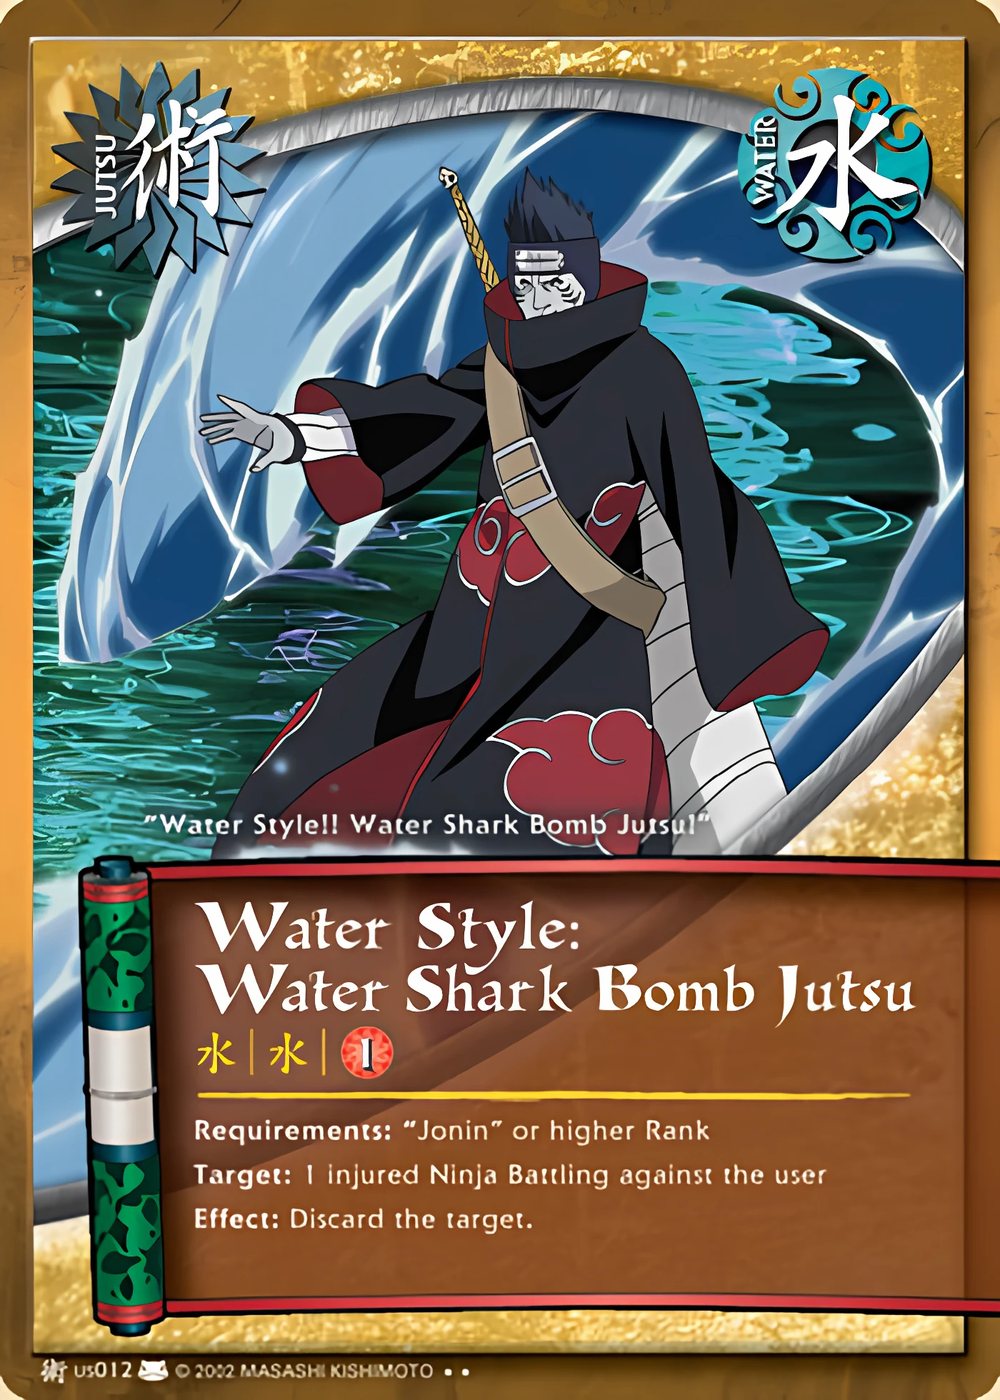 JUTSU
術
WATER
水
"Water Style!! Water Shark Bomb Jutsu!"
Water Style:
Water Shark Bomb Jutsu
水 | 水 | 1
Requirements: "Jonin" or higher Rank
Target: 1 injured Ninja Battling against the user
Effect: Discard the target.
術 US012 © 2002 MASASHI KISHIMOTO